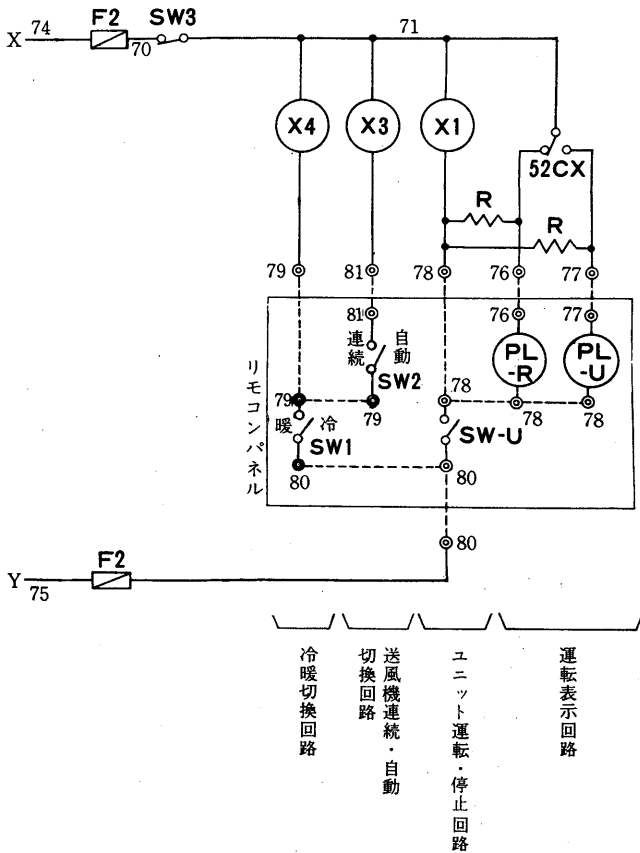 F2 SW3
X 74 70 71
X4 X3 X1
52CX
R
R
79 81 78 76 77
81 76 77
連続 自動
PL-R PL-U
SW2
リモコンパネル
79 79 78 78 78
暖 冷
SW1 SW-U
80 80
80
F2
Y 75
冷暖切換回路
送風機連続・自動
切換回路
ユニット運転・停止回路
運転表示回路